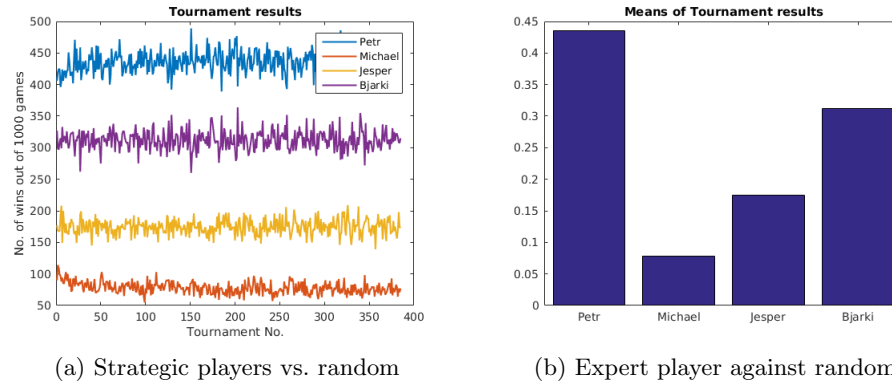 Tournament results
500
450
400
350
300
250
200
150
100
50
No. of wins out of 1000 games
Petr
Michael
Jesper
Bjarki
0 50 100 150 200 250 300 350 400
Tournament No.
(a) Strategic players vs. random
Means of Tournament results
0.45
0.4
0.35
0.3
0.25
0.2
0.15
0.1
0.05
0
Petr Michael Jesper Bjarki
(b) Expert player against random